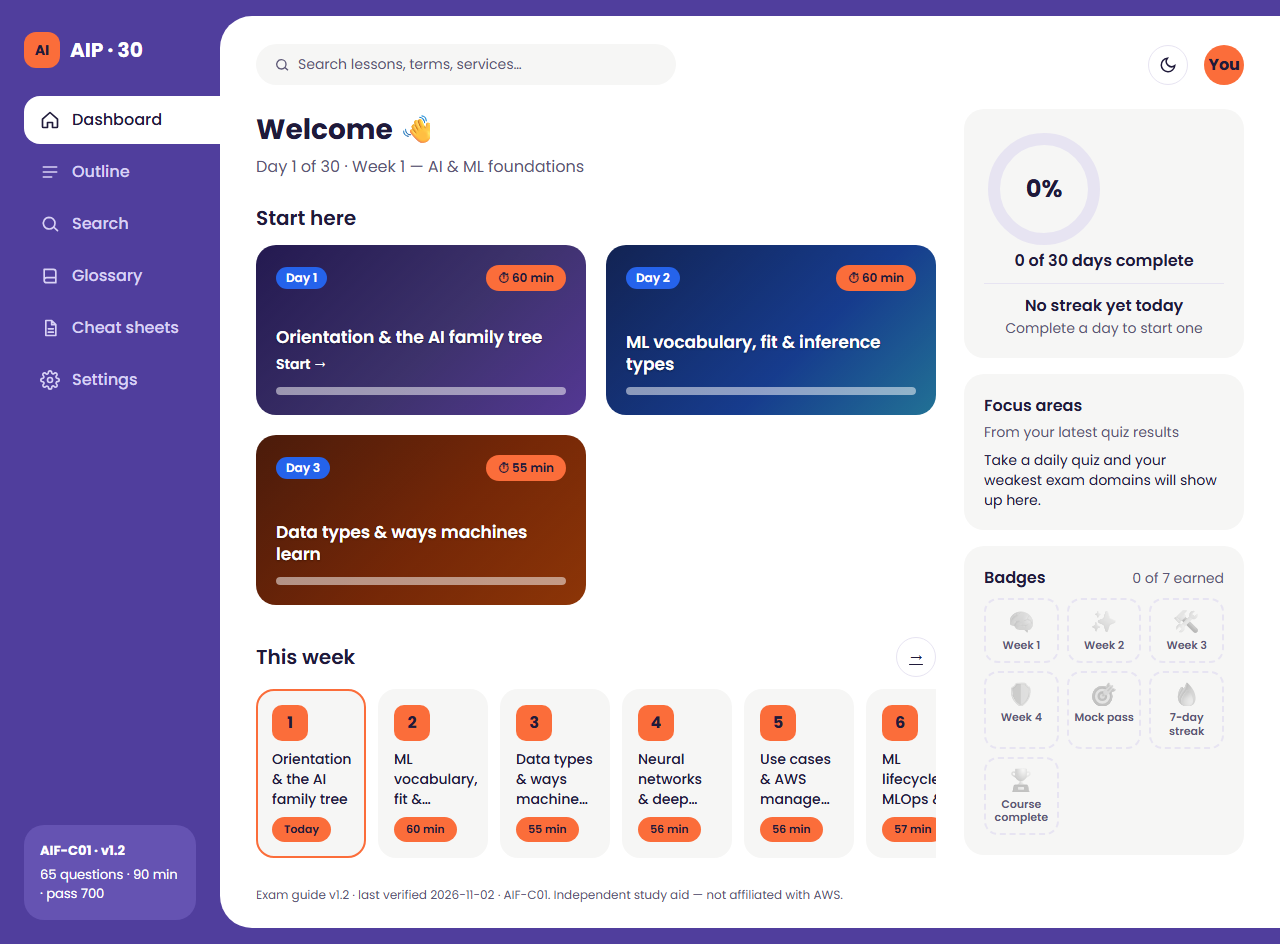 AI
AIP · 30
Dashboard
Outline
Search
Glossary
Cheat sheets
Settings
AIF-C01 · v1.2
65 questions · 90 min
· pass 700
Search lessons, terms, services…
You
Welcome 👋
Day 1 of 30 · Week 1 — AI & ML foundations
Start here
Day 1
⏱ 60 min
Orientation & the AI family tree
Start →
Day 2
⏱ 60 min
ML vocabulary, fit & inference
types
Day 3
⏱ 55 min
Data types & ways machines
learn
This week
→
1
Orientation
& the AI
family tree
Today
2
ML
vocabulary,
fit &…
60 min
3
Data types
& ways
machine…
55 min
4
Neural
networks
& deep…
56 min
5
Use cases
& AWS
manage…
56 min
6
ML
lifecycle
MLOps &
57 min
Exam guide v1.2 · last verified 2026-11-02 · AIF-C01. Independent study aid — not affiliated with AWS.
0%
0 of 30 days complete
No streak yet today
Complete a day to start one
Focus areas
From your latest quiz results
Take a daily quiz and your
weakest exam domains will show
up here.
Badges
0 of 7 earned
Week 1
Week 2
Week 3
Week 4
Mock pass
7-day
streak
Course
complete